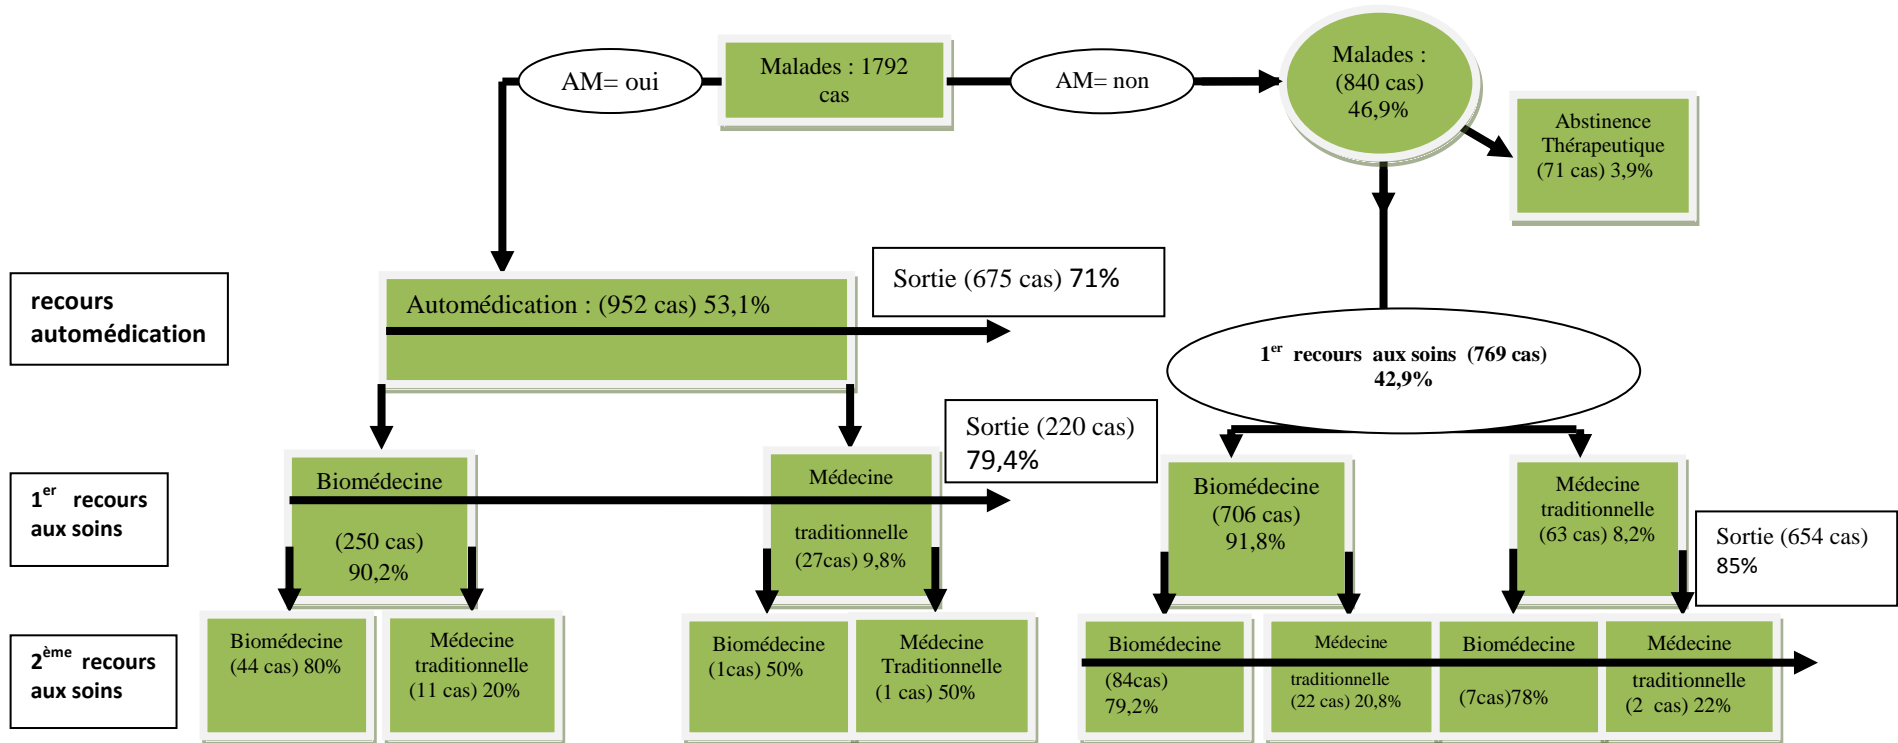 AM= oui
Malades : 1792
cas
AM= non
Malades :
(840 cas)
46,9%
Abstinence
Thérapeutique
(71 cas) 3,9%
recours
automédication
Automédication : (952 cas) 53,1%
Sortie (675 cas) 71%
1er recours aux soins (769 cas)
42,9%
1er recours
aux soins
Biomédecine
(250 cas)
90,2%
Médecine
traditionnelle
(27cas) 9,8%
Sortie (220 cas)
79,4%
Biomédecine
(706 cas)
91,8%
Médecine
traditionnelle
(63 cas) 8,2%
Sortie (654 cas)
85%
2ème recours
aux soins
Biomédecine
(44 cas) 80%
Médecine
traditionnelle
(11 cas) 20%
Biomédecine
(1cas) 50%
Médecine
Traditionnelle
(1 cas) 50%
Biomédecine
(84cas)
79,2%
Médecine
traditionnelle
(22 cas) 20,8%
Biomédecine
(7cas)78%
Médecine
traditionnelle
(2 cas) 22%